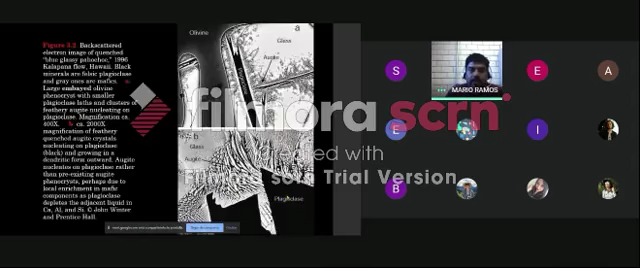 Figure 3.2 Backscattered
electron image of quenched
"blue glassy pahoehoe," 1996
Kalapana flow, Hawaii. Black
minerals are felsic plagioclase
and gray ones are mafics. a.
Large embayed olivine
phenocryst with smaller
plagioclase laths and clusters of
feathery augite nucleating on
plagioclase. Magnification ca.
400X. b. ca. 2000X
magnification of feathery
quenched augite crystals
nucleating on plagioclase
(black) and growing in a
dendritic form outward. Augite
nucleates on plagioclase rather
than pre-existing augite
phenocrysts, perhaps due to
local enrichment in mafic
components as plagioclase
depletes the adjacent liquid in
Ca, Al, and Si. © John Winter
and Prentice Hall.
Olivine
a
Glass
Augite
b
Glass
Augite
Plagioclase
S
MARIO RAMOS
E
A
E
I
B
filmora scrn
Created with
Filmora Scrn Trial Version